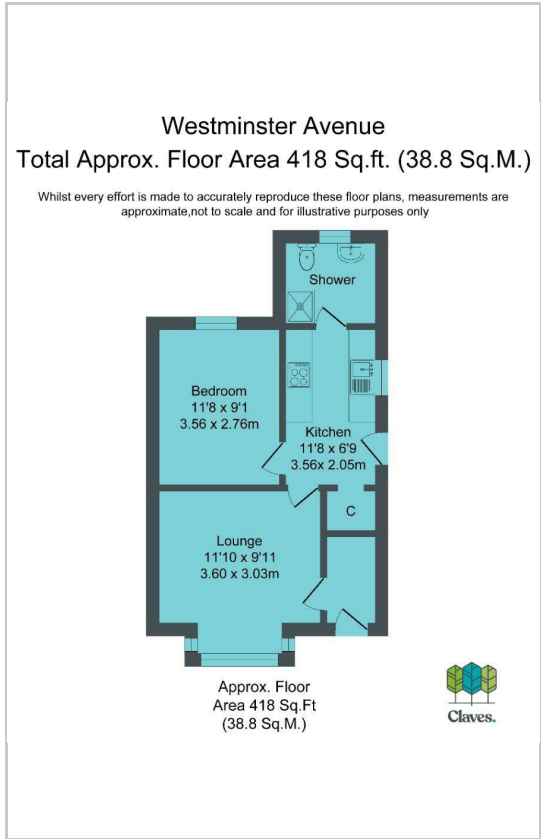 Westminster Avenue
Total Approx. Floor Area 418 Sq.ft. (38.8 Sq.M.)
Whilst every effort is made to accurately reproduce these floor plans, measurements are
approximate,not to scale and for illustrative purposes only
Shower
Bedroom
11'8 x 9'1
3.56 x 2.76m
Kitchen
11'8 x 6'9
3.56x 2.05m
C
Lounge
11'10 x 9'11
3.60 x 3.03m
Approx. Floor
Area 418 Sq.Ft
(38.8 Sq.M.)
Claves.